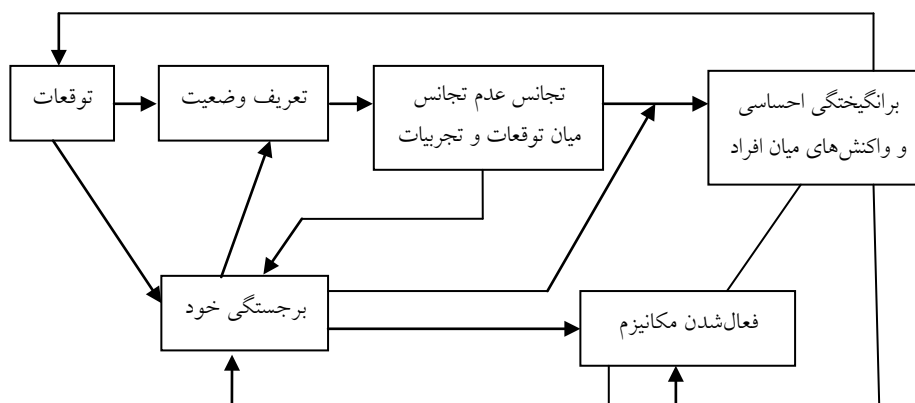 توقعات
تعریف وضعیت
تجانس عدم تجانس
میان توقعات و تجربیات
برانگیختگی احساسی
و واکنش‌های میان افراد
برجستگی خود
فعال‌شدن مکانیزم